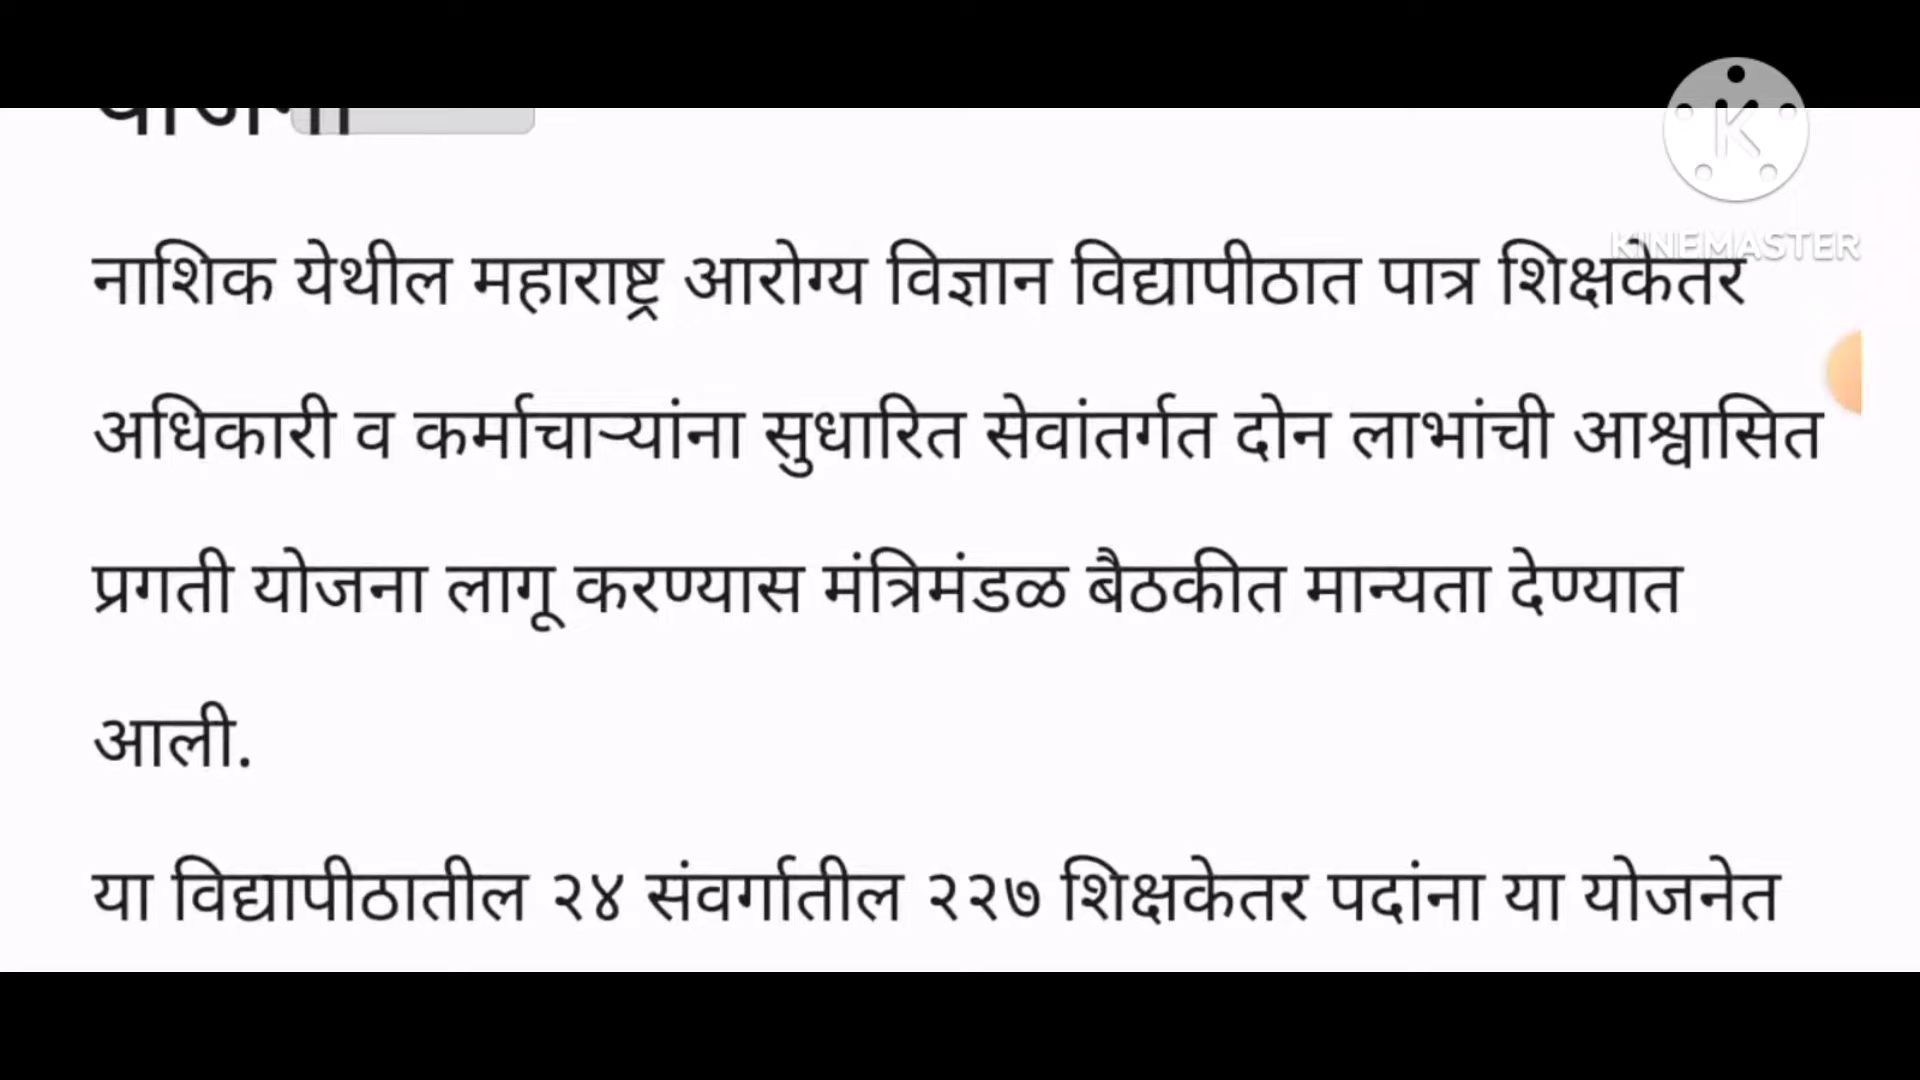 योजना
K
KINEMASTER
नाशिक येथील महाराष्ट्र आरोग्य विज्ञान विद्यापीठात पात्र शिक्षकेतर
अधिकारी व कर्माचाऱ्यांना सुधारित सेवांतर्गत दोन लाभांची आश्वासित
प्रगती योजना लागू करण्यास मंत्रिमंडळ बैठकीत मान्यता देण्यात
आली.
या विद्यापीठातील २४ संवर्गातील २२७ शिक्षकेतर पदांना या योजनेत